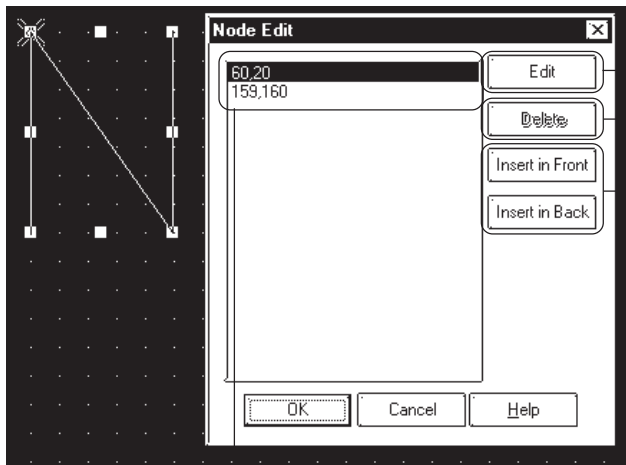 Node Edit
60,20
159,160
Edit
Delete
Insert in Front
Insert in Back
OK
Cancel
Help